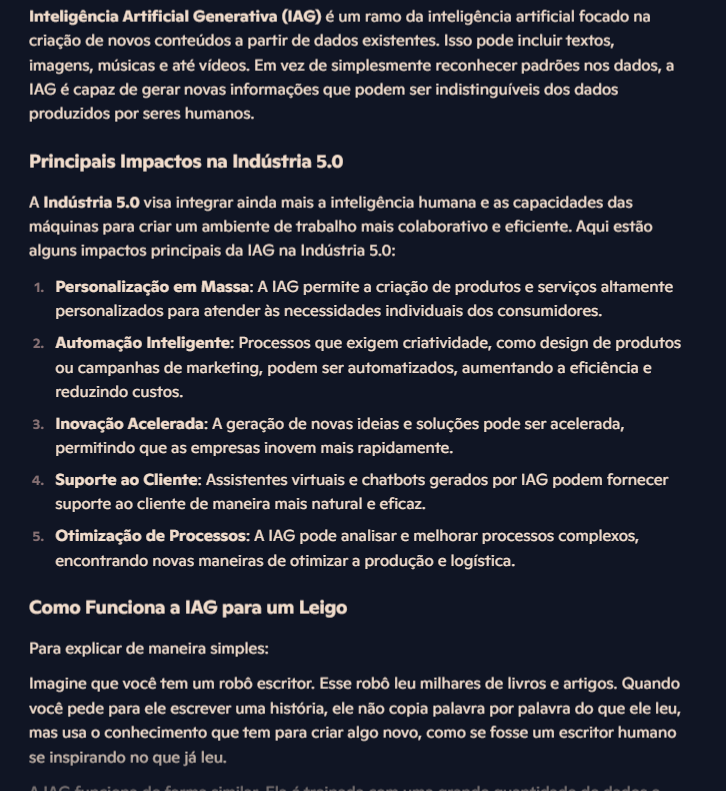 Inteligência Artificial Generativa (IAG) é um ramo da inteligência artificial focado na
criação de novos conteúdos a partir de dados existentes. Isso pode incluir textos,
imagens, músicas e até vídeos. Em vez de simplesmente reconhecer padrões nos dados, a
IAG é capaz de gerar novas informações que podem ser indistinguíveis dos dados
produzidos por seres humanos.
Principais Impactos na Indústria 5.0
A Indústria 5.0 visa integrar ainda mais a inteligência humana e as capacidades das
máquinas para criar um ambiente de trabalho mais colaborativo e eficiente. Aqui estão
alguns impactos principais da IAG na Indústria 5.0:
1. Personalização em Massa: A IAG permite a criação de produtos e serviços altamente
personalizados para atender às necessidades individuais dos consumidores.
2. Automação Inteligente: Processos que exigem criatividade, como design de produtos
ou campanhas de marketing, podem ser automatizados, aumentando a eficiência e
reduzindo custos.
3. Inovação Acelerada: A geração de novas ideias e soluções pode ser acelerada,
permitindo que as empresas inovem mais rapidamente.
4. Suporte ao Cliente: Assistentes virtuais e chatbots gerados por IAG podem fornecer
suporte ao cliente de maneira mais natural e eficaz.
5. Otimização de Processos: A IAG pode analisar e melhorar processos complexos,
encontrando novas maneiras de otimizar a produção e logística.
Como Funciona a IAG para um Leigo
Para explicar de maneira simples:
Imagine que você tem um robô escritor. Esse robô leu milhares de livros e artigos. Quando
você pede para ele escrever uma história, ele não copia palavra por palavra do que ele leu,
mas usa o conhecimento que tem para criar algo novo, como se fosse um escritor humano
se inspirando no que já leu.